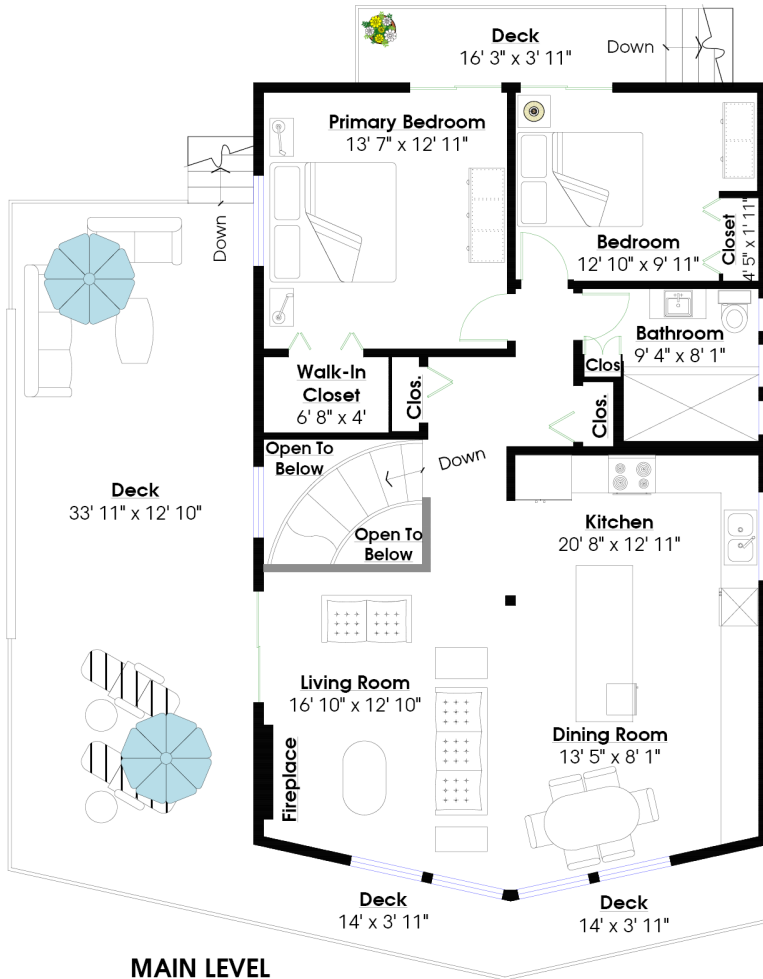 Deck
16' 3" x 3' 11"
Down
Primary Bedroom
13' 7" x 12' 11"
Down
Bedroom
12' 10" x 9' 11"
Closet
4' 5" x 1' 11"
Bathroom
9' 4" x 8' 1"
Clos
Walk-In
Closet
6' 8" x 4'
Clos.
Clos.
Open To
Below
Down
Deck
33' 11" x 12' 10"
Open To
Below
Kitchen
20' 8" x 12' 11"
Living Room
16' 10" x 12' 10"
Fireplace
Dining Room
13' 5" x 8' 1"
Deck
14' x 3' 11"
Deck
14' x 3' 11"
MAIN LEVEL